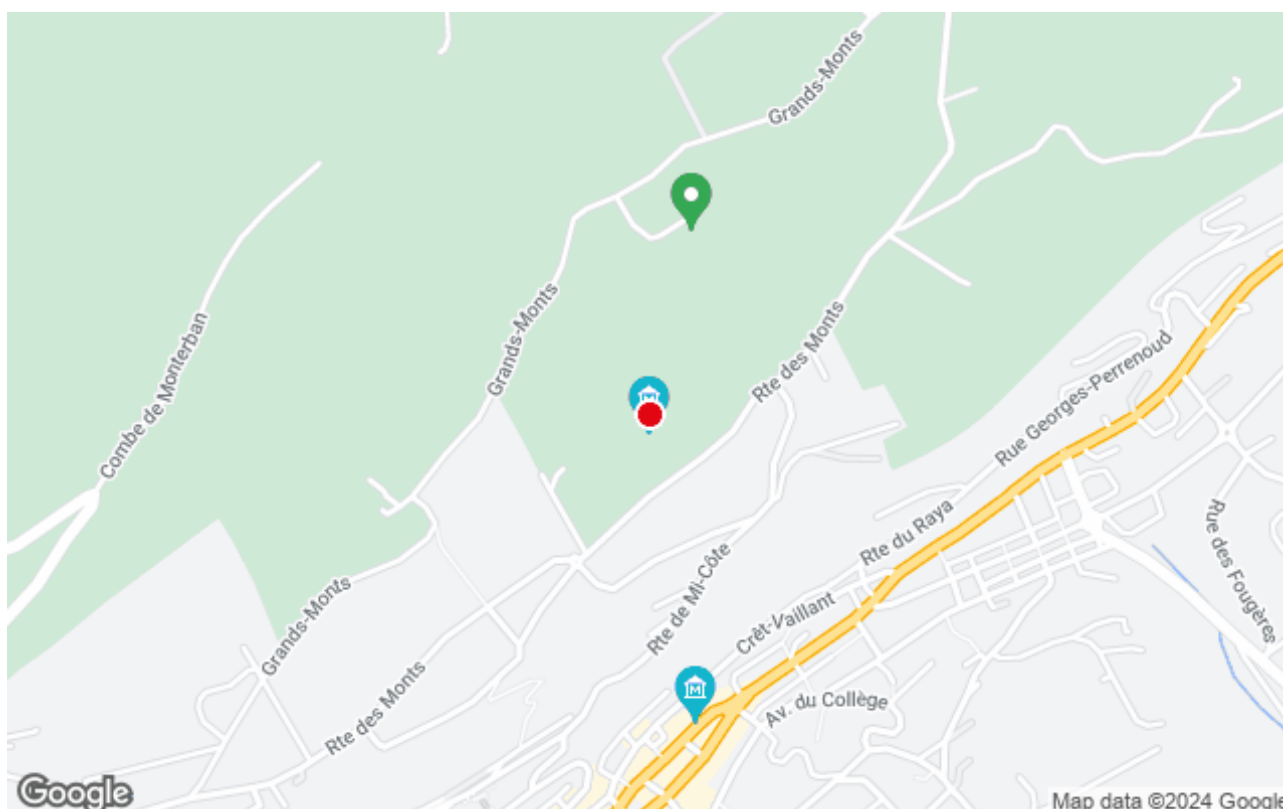 Grands-Monts
Combe de Monterban
Grands-Monts
Rte des Monts
Rue Georges-Perrenoud
Rte du Raya
Rue des Fougères
Rte de Mi-Côte
Crêt-Vaillant
Grands-Monts
Rte des Monts
Av. du Collège
M
Google
Map data ©2024 Google